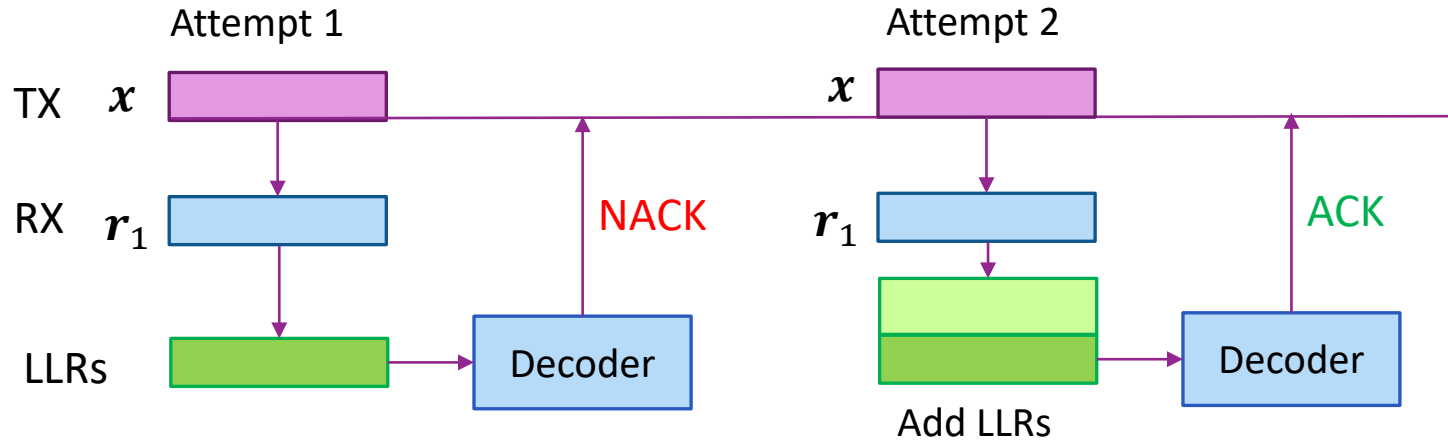 Attempt 1
Attempt 2
TX x
x
RX r₁
NACK
r₁
ACK
LLRs
Decoder
Decoder
Add LLRs